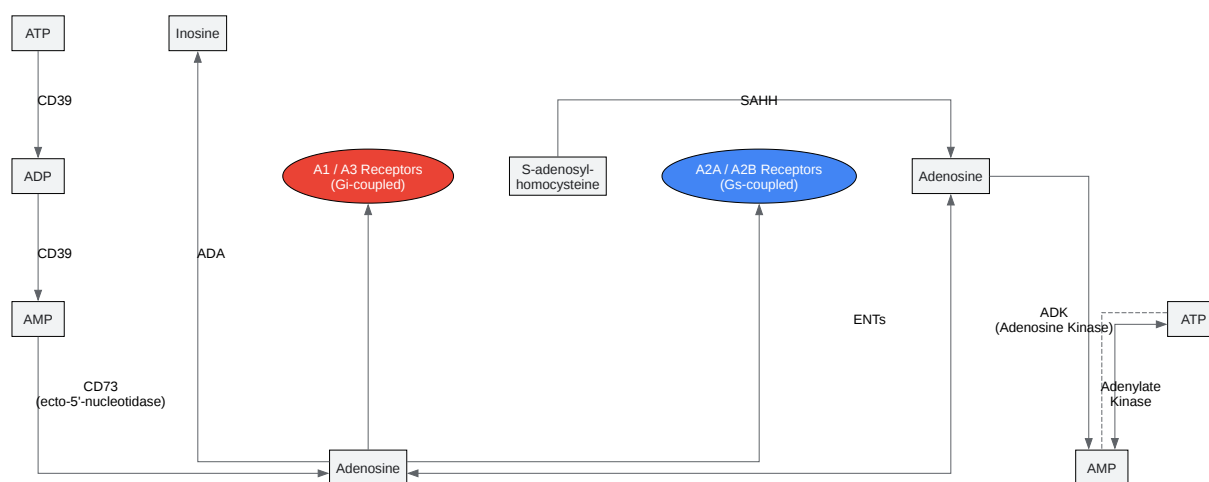 ATP
Inosine
CD39
SAHH
ADP
A1 / A3 Receptors
(Gi-coupled)
S-adenosyl-
homocysteine
A2A / A2B Receptors
(Gs-coupled)
Adenosine
CD39
ADA
AMP
ENTs
ADK
(Adenosine Kinase)
ATP
CD73
(ecto-5'-nucleotidase)
Adenylate
Kinase
Adenosine
AMP